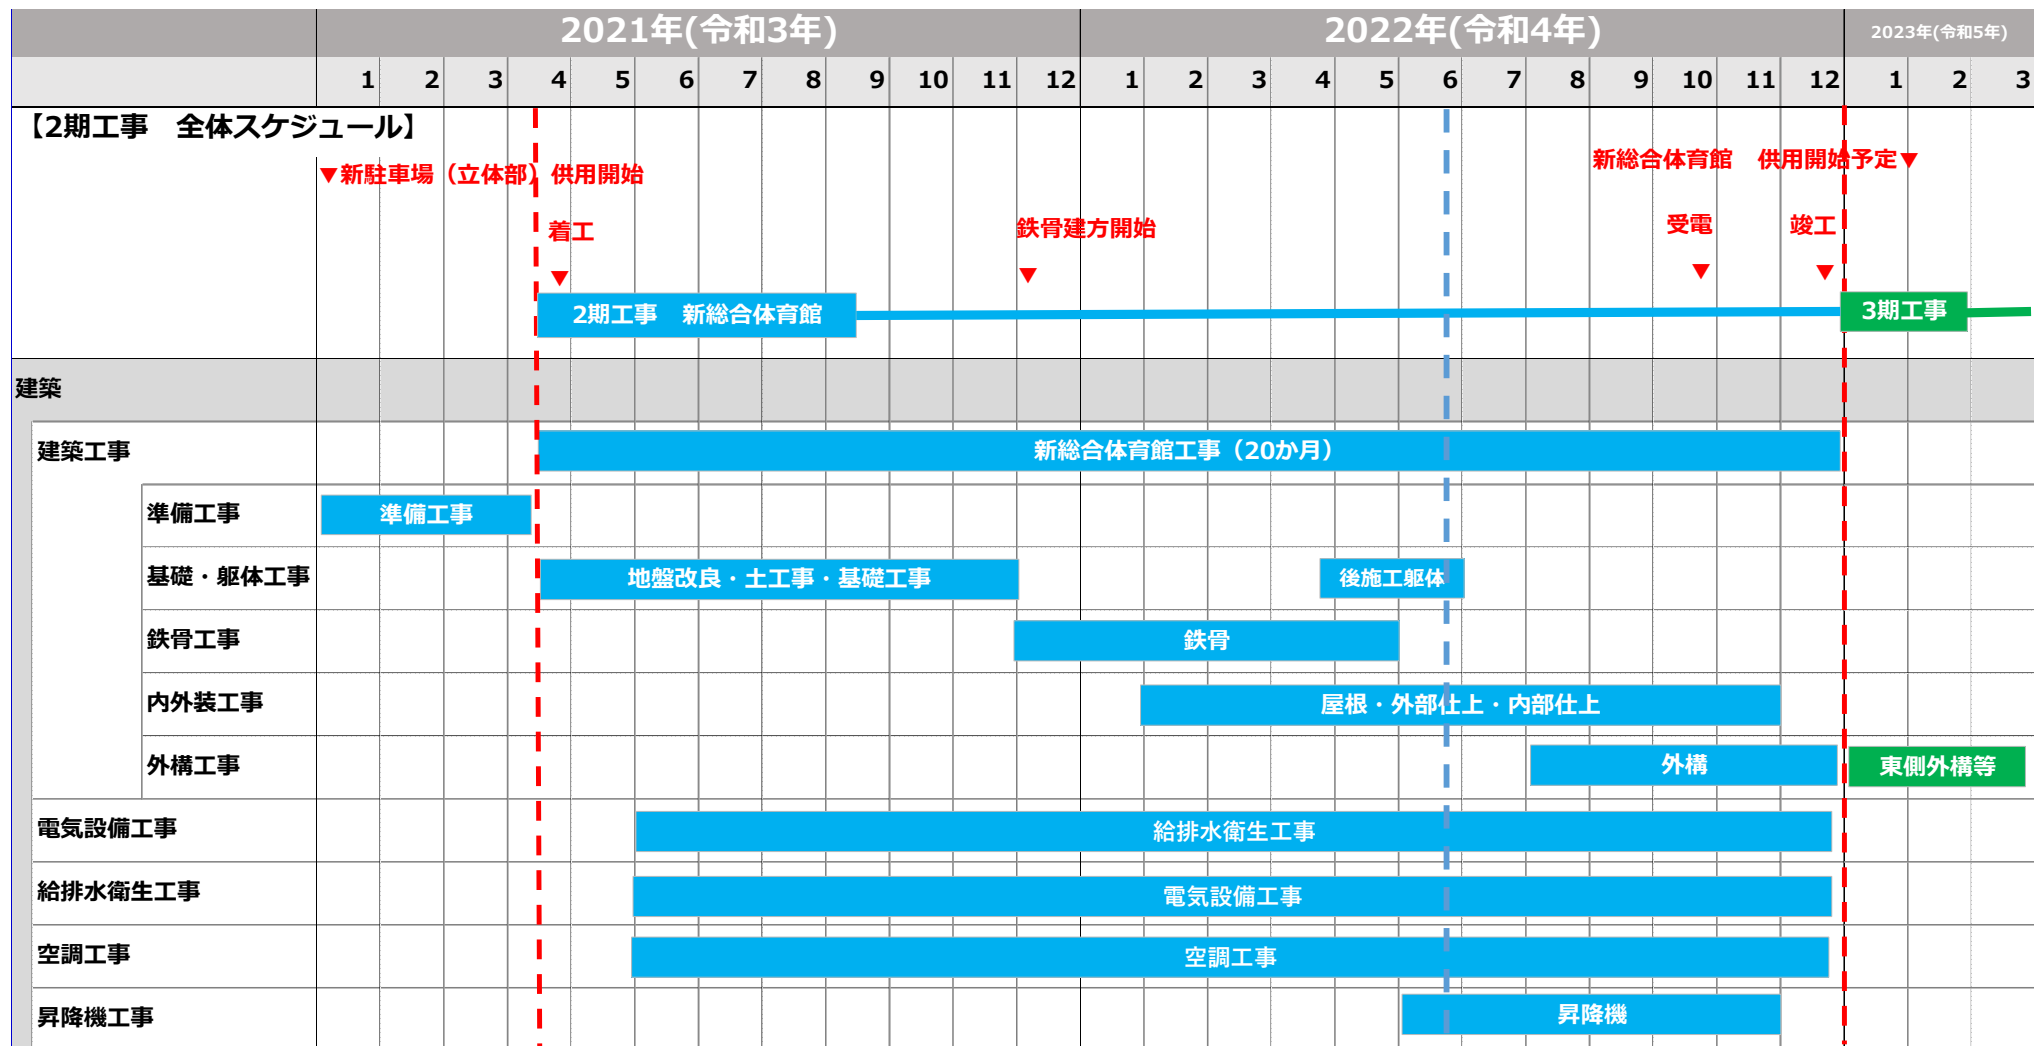 2021年(令和3年) 2022年(令和4年) 2023年(令和5年)
1 2 3 4 5 6 7 8 9 10 11 12 1 2 3 4 5 6 7 8 9 10 11 12 1 2 3
【2期工事　全体スケジュール】
新総合体育館　供用開始予定▼
▼新駐車場（立体部）供用開始
着工 鉄骨建方開始 受電 竣工
▼ ▼ ▼ ▼
2期工事　新総合体育館 3期工事
建築
建築工事 新総合体育館工事（20か月）
準備工事 準備工事
基礎・躯体工事 地盤改良・土工事・基礎工事 後施工躯体
鉄骨工事 鉄骨
内外装工事 屋根・外部仕上・内部仕上
外構工事 外構 東側外構等
電気設備工事 給排水衛生工事
給排水衛生工事 電気設備工事
空調工事 空調工事
昇降機工事 昇降機